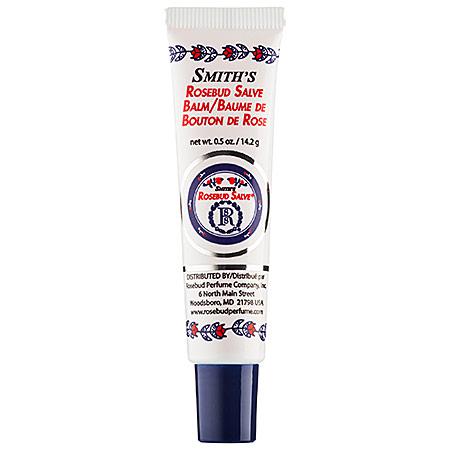 SMITH'S
ROSEBUD SALVE
BALM/BAUME DE
BOUTON DE ROSE
net wt. 0.5 oz. / 14.2 g
SMITH'S
ROSEBUD SALVE
R
DISTRIBUTED BY/Distribué par
Rosebud Perfume Company, Inc.
6 North Main Street
Woodsboro, MD 21798 USA
www.rosebudperfume.com